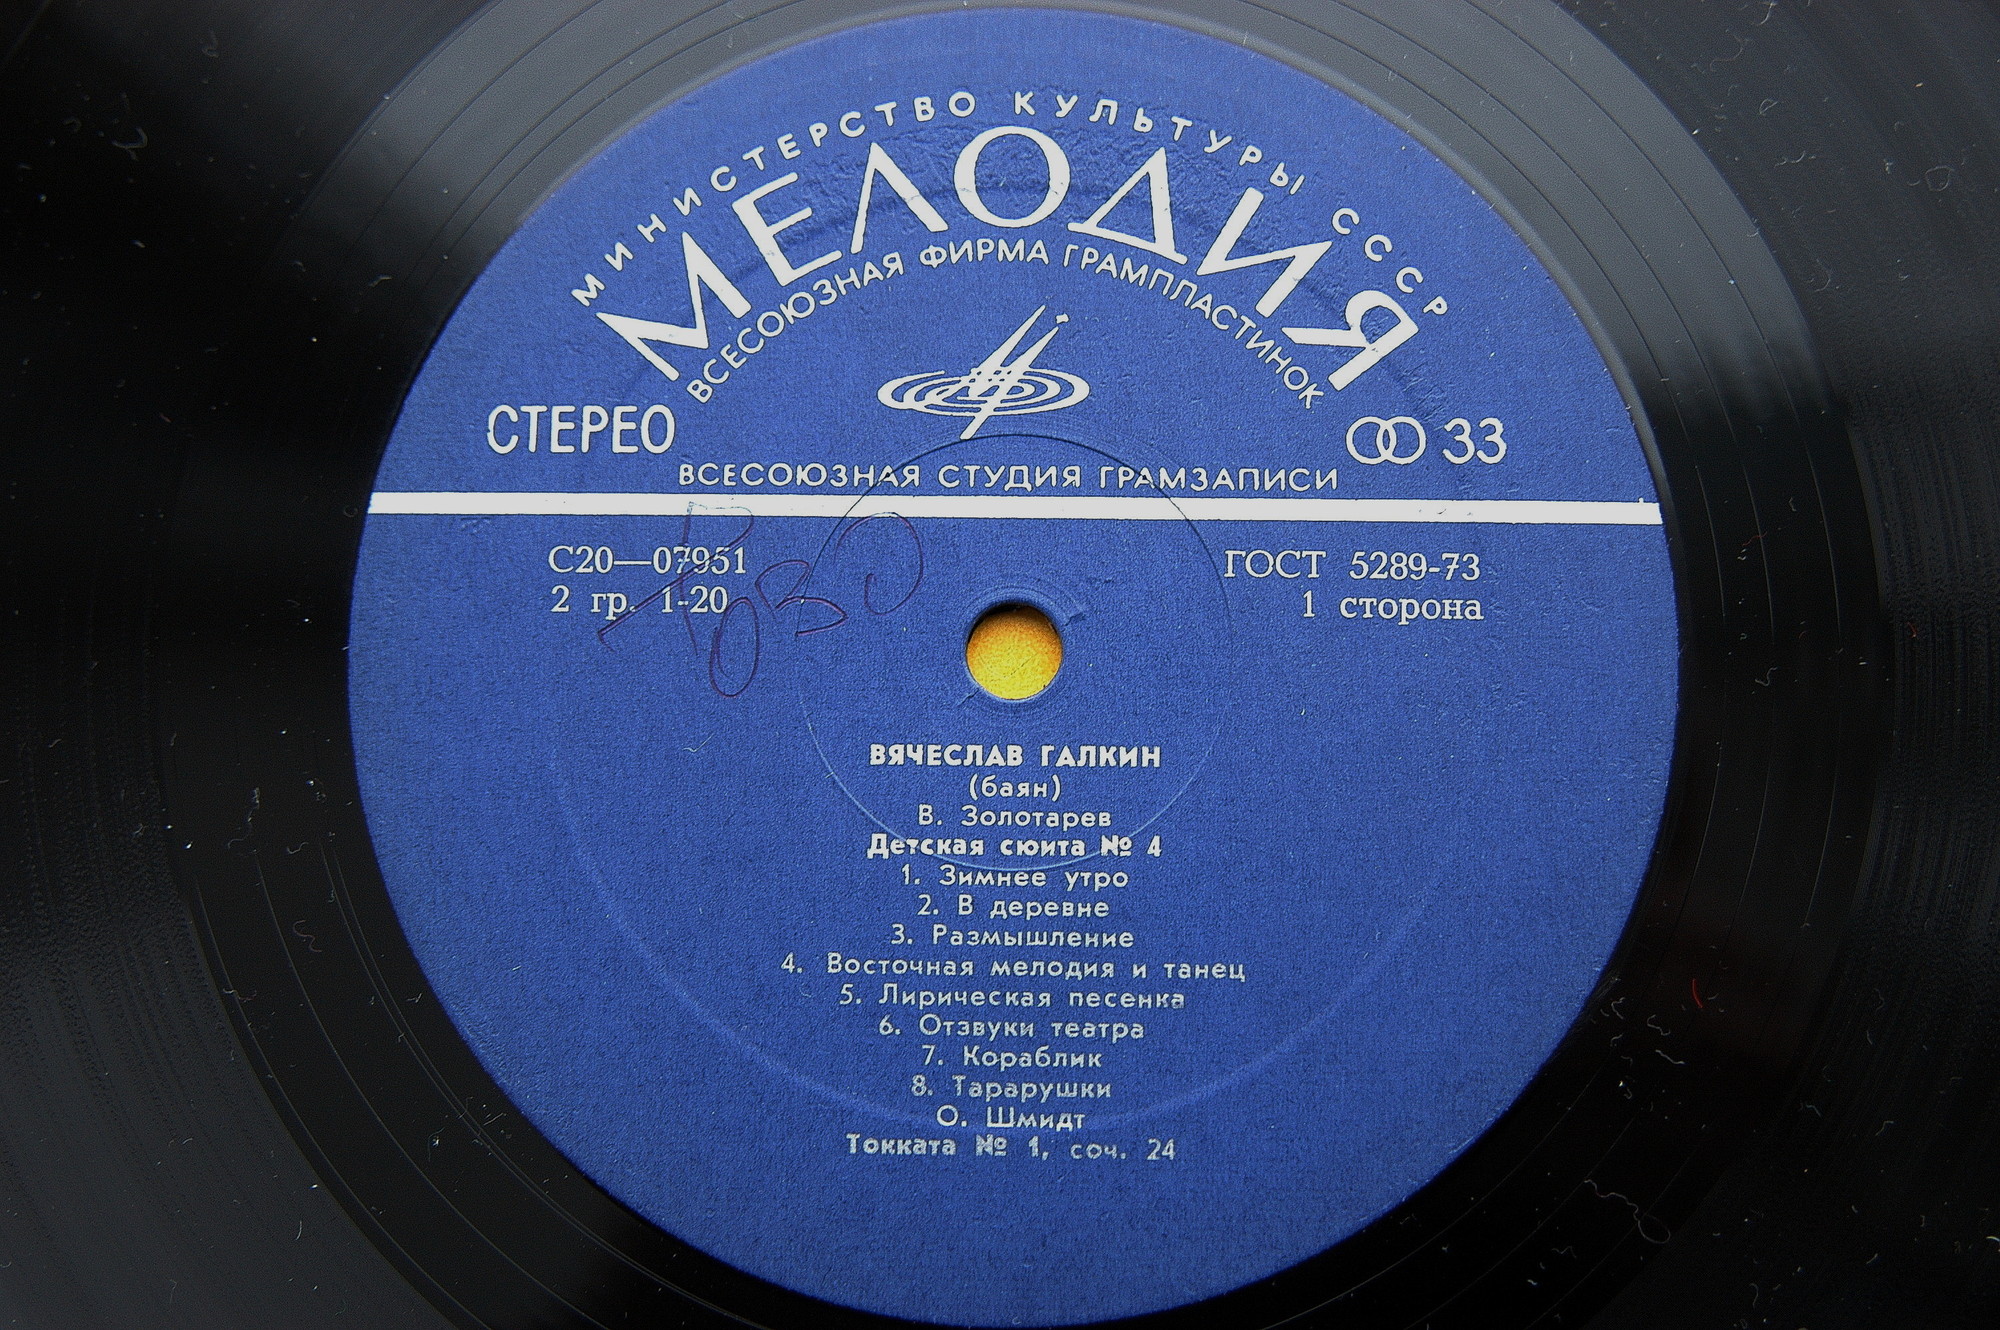 МИНИСТЕРСТВО КУЛЬТУРЫ СССР
МЕЛОДИЯ
ВСЕСОЮЗНАЯ ФИРМА ГРАМПЛАСТИНОК
СТЕРЕО
33
ВСЕСОЮЗНАЯ СТУДИЯ ГРАМЗАПИСИ
С20—07951
ГОСТ 5289-73
2 гр. 1-20
1 сторона
ВЯЧЕСЛАВ ГАЛКИН
(баян)
В. Золотарев
Детская сюита № 4
1. Зимнее утро
2. В деревне
3. Размышление
4. Восточная мелодия и танец
5. Лирическая песенка
6. Отзвуки театра
7. Кораблик
8. Тарарушки
О. Шмидт
Токката № 1, соч. 24